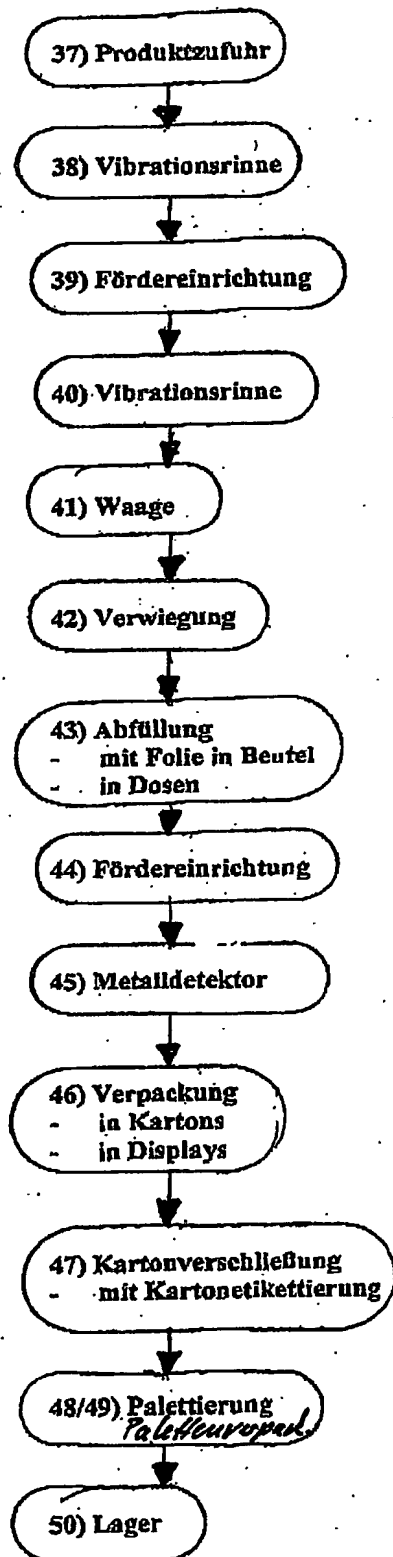 37) Produktzufuhr
38) Vibrationsrinne
39) Fördereinrichtung
40) Vibrationsrinne
41) Waage
42) Verwiegung
43) Abfüllung
- mit Folie in Beutel
- in Dosen
44) Fördereinrichtung
45) Metalldetektor
46) Verpackung
- in Kartons
- in Displays
47) Kartonverschließung
- mit Kartonetikettierung
48/49) Palettierung
50) Lager